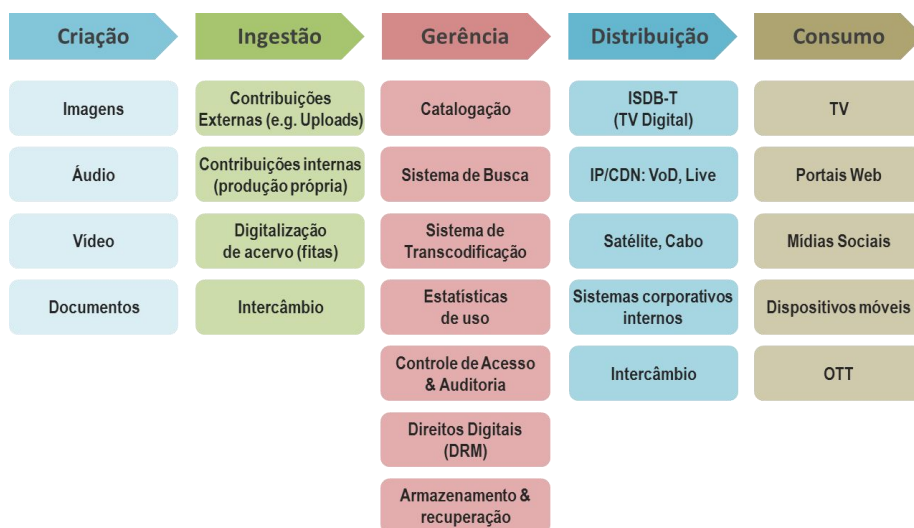 Criação
Ingestão
Gerência
Distribuição
Consumo
Imagens
Áudio
Vídeo
Documentos
Contribuições
Externas (e.g. Uploads)
Contribuições internas
(produção própria)
Digitalização
de acervo (fitas)
Intercâmbio
Catalogação
Sistema de Busca
Sistema de
Transcodificação
Estatísticas
de uso
Controle de Acesso
& Auditoria
Direitos Digitais
(DRM)
Armazenamento &
recuperação
ISDB-T
(TV Digital)
IP/CDN: VoD, Live
Satélite, Cabo
Sistemas corporativos
internos
Intercâmbio
TV
Portais Web
Mídias Sociais
Dispositivos móveis
OTT